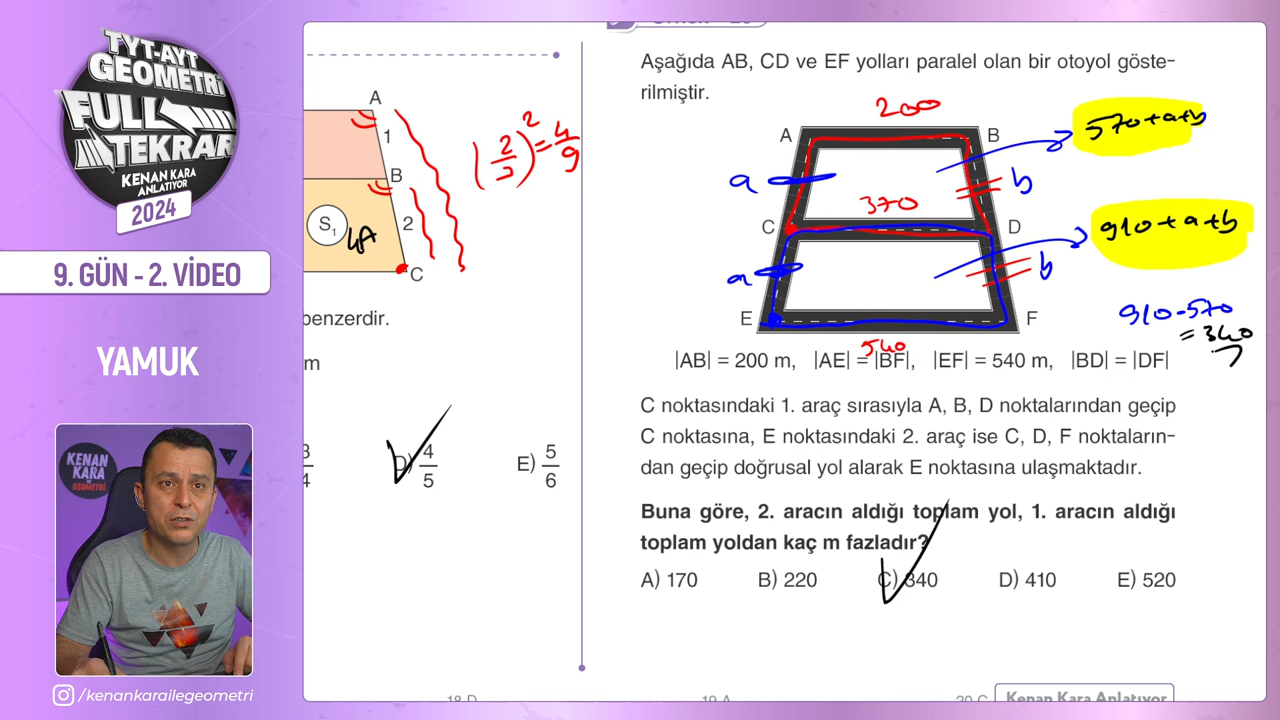 TYT-AYT
GEOMETRİ
FULL
TEKRAR
KENAN KARA
ANLATIYOR
2024
9. GÜN - 2. VİDEO
YAMUK
KENAN
KARA
İLE
GEOMETRİ
/kenankarailegeometri
A
1
B
S₁
4A
2
C
(2/3)² = 4/9
benzerdir.
m
3/4
D) 4/5
E) 5/6
Aşağıda AB, CD ve EF yolları paralel olan bir otoyol göste-
rilmiştir.
200
A
B
570+a+b
a
b
370
C
D
910+a+b
a
b
E
F
910-570
= 340
540
|AB| = 200 m, |AE| = |BF|, |EF| = 540 m, |BD| = |DF|
C noktasındaki 1. araç sırasıyla A, B, D noktalarından geçip
C noktasına, E noktasındaki 2. araç ise C, D, F noktaların-
dan geçip doğrusal yol alarak E noktasına ulaşmaktadır.
Buna göre, 2. aracın aldığı toplam yol, 1. aracın aldığı
toplam yoldan kaç m fazladır?
A) 170 B) 220 C) 340 D) 410 E) 520
18.D 19.A 20.C Kenan Kara Anlatıyor